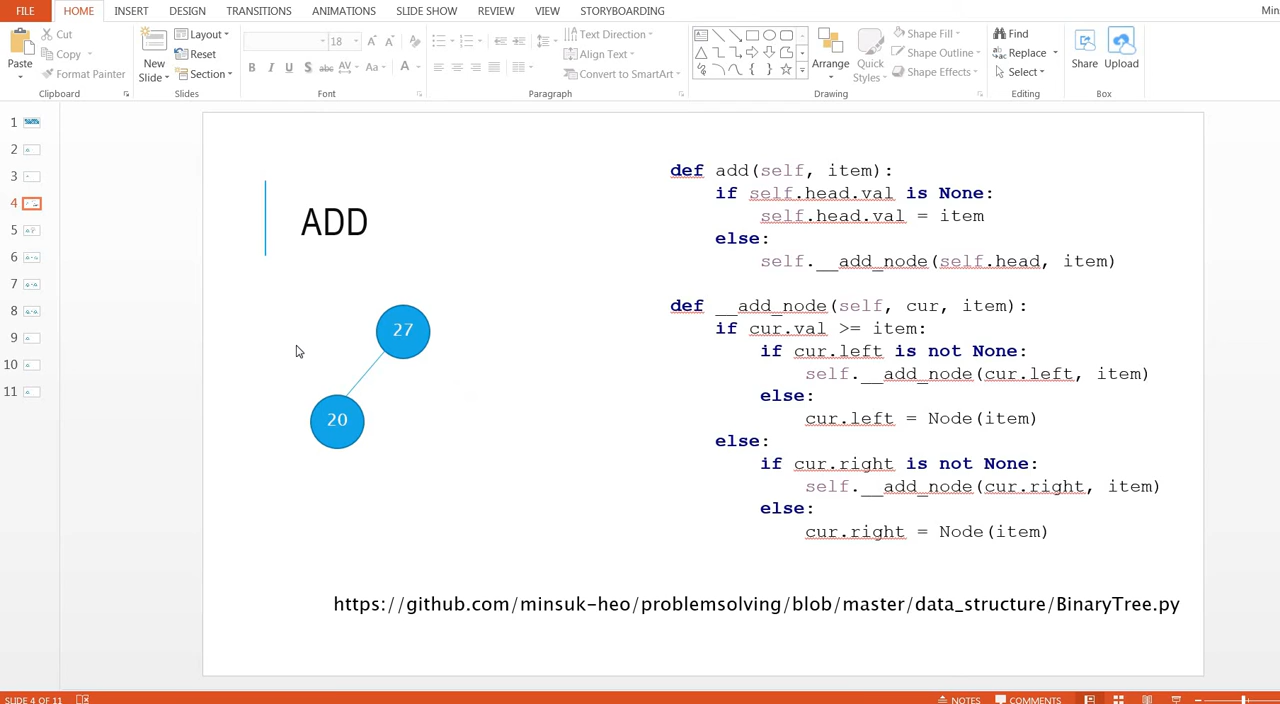 FILE HOME INSERT DESIGN TRANSITIONS ANIMATIONS SLIDE SHOW REVIEW VIEW STORYBOARDING
Paste
Cut
Copy
Format Painter
Clipboard
New
Slide
Layout
Reset
Section
Slides
18
A A
B I U S abc AV Aa A
Font
Text Direction
Align Text
Convert to SmartArt
Paragraph
Arrange
Quick
Styles
Shape Fill
Shape Outline
Shape Effects
Drawing
Find
Replace
Select
Editing
Share Upload
Box
1
2
3
4
5
6
7
8
9
10
11
ADD
27
20
def add(self, item):
if self.head.val is None:
self.head.val = item
else:
self.__add_node(self.head, item)
def __add_node(self, cur, item):
if cur.val >= item:
if cur.left is not None:
self.__add_node(cur.left, item)
else:
cur.left = Node(item)
else:
if cur.right is not None:
self.__add_node(cur.right, item)
else:
cur.right = Node(item)
https://github.com/minsuk-heo/problemsolving/blob/master/data_structure/BinaryTree.py
SLIDE 4 OF 11
NOTES COMMENTS